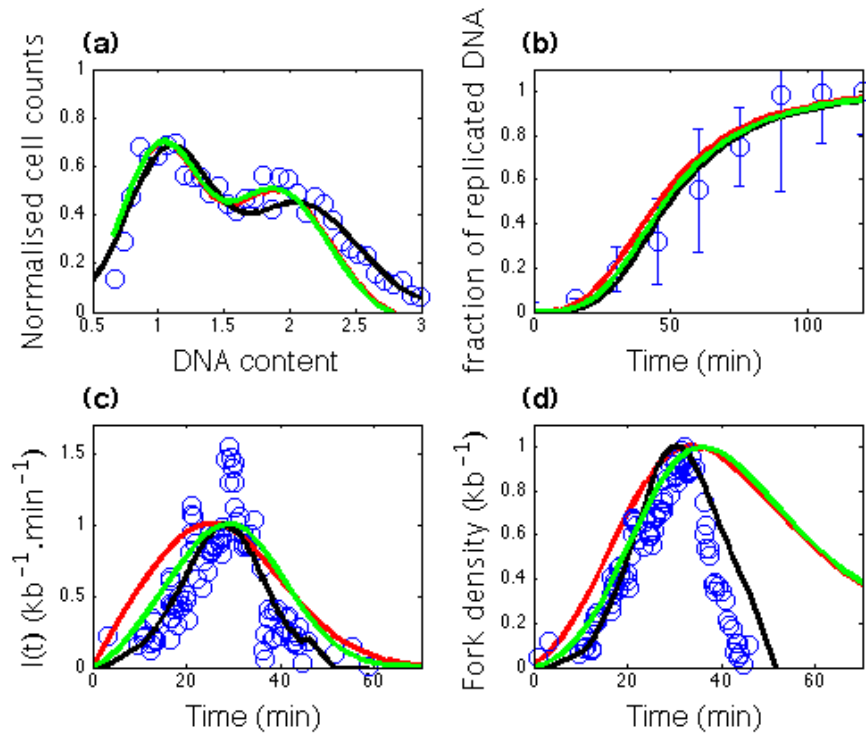 (a)
Normalised cell counts
1
0.8
0.6
0.4
0.2
0
0.5 1 1.5 2 2.5 3
DNA content
(b)
fraction of replicated DNA
1
0.8
0.6
0.4
0.2
0
0 50 100
Time (min)
(c)
I(t) (kb⁻¹.min⁻¹)
1.5
1
0.5
0
0 20 40 60
Time (min)
(d)
Fork density (kb⁻¹)
1
0.8
0.6
0.4
0.2
0
0 20 40 60
Time (min)